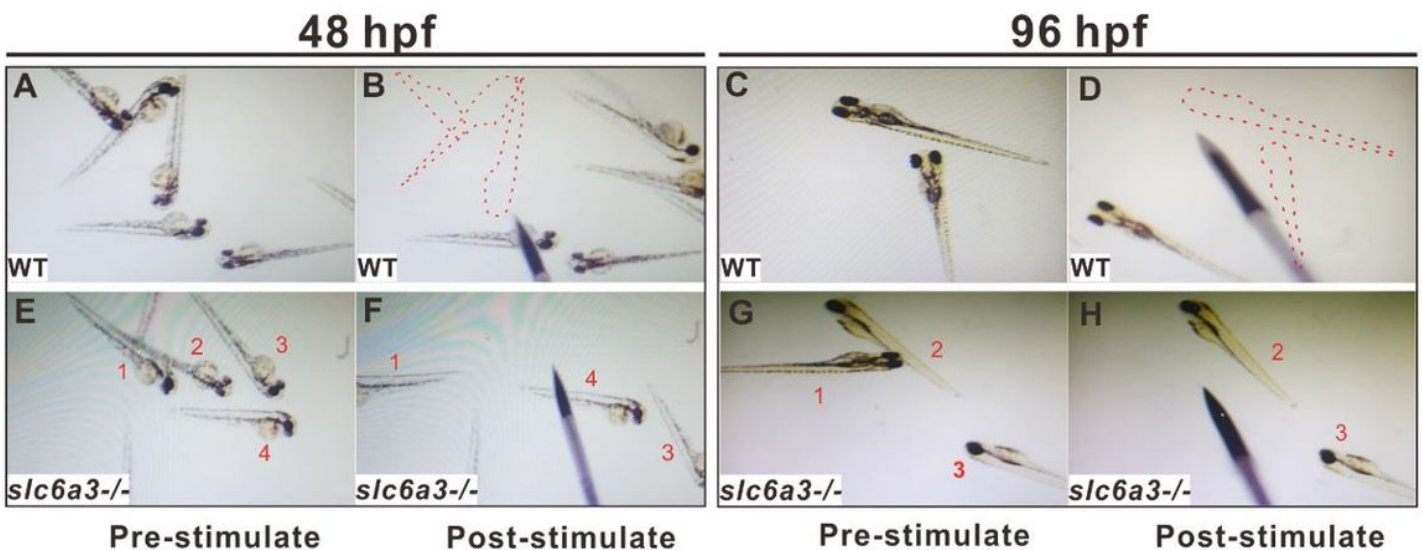 48 hpf
96 hpf
A
B
C
D
WT
WT
WT
WT
E
F
G
H
1
2
3
4
1
4
3
1
2
3
2
3
slc6a3-/-
slc6a3-/-
slc6a3-/-
slc6a3-/-
Pre-stimulate
Post-stimulate
Pre-stimulate
Post-stimulate